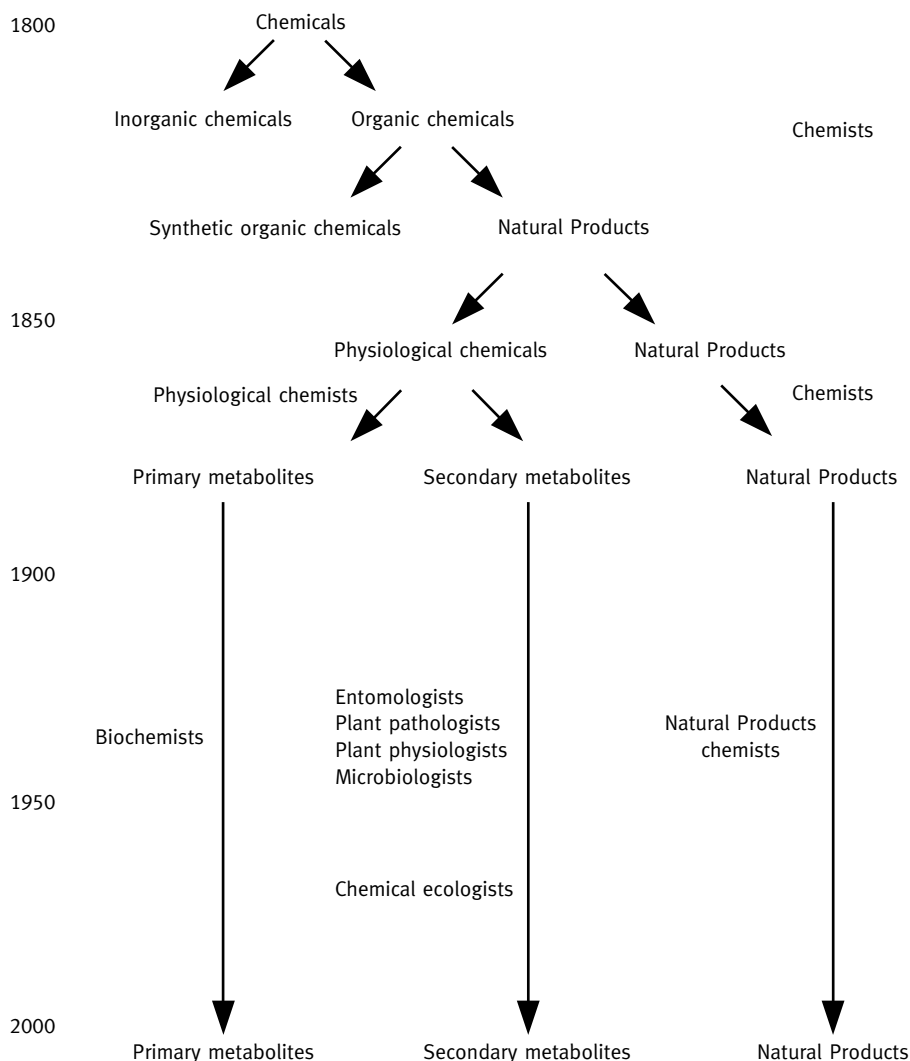 1800
Chemicals
Inorganic chemicals
Organic chemicals
Chemists
Synthetic organic chemicals
Natural Products
1850
Physiological chemicals
Natural Products
Physiological chemists
Chemists
Primary metabolites
Secondary metabolites
Natural Products
1900
Biochemists
Entomologists
Plant pathologists
Plant physiologists
Microbiologists
Natural Products
chemists
1950
Chemical ecologists
2000
Primary metabolites
Secondary metabolites
Natural Products